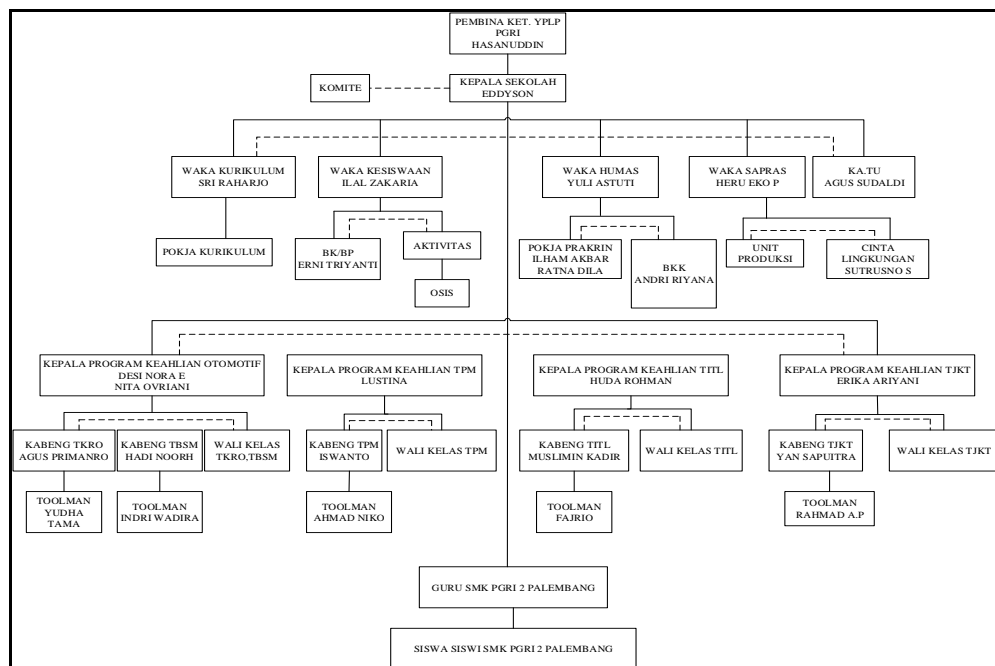 PEMBINA KET. YPLP
PGRI
HASANUDDIN
KOMITE
KEPALA SEKOLAH
EDDYSON
WAKA KURIKULUM
SRI RAHARJO
WAKA KESISWAAN
ILAL ZAKARIA
WAKA HUMAS
YULI ASTUTI
WAKA SAPRAS
HERU EKO P
KA.TU
AGUS SUDALDI
POKJA KURIKULUM
BK/BP
ERNI TRIYANTI
AKTIVITAS
OSIS
POKJA PRAKRIN
ILHAM AKBAR
RATNA DILA
BKK
ANDRI RIYANA
UNIT
PRODUKSI
CINTA
LINGKUNGAN
SUTRUSNO S
KEPALA PROGRAM KEAHLIAN OTOMOTIF
DESI NORA E
NITA OVRIANI
KEPALA PROGRAM KEAHLIAN TPM
LUSTINA
KEPALA PROGRAM KEAHLIAN TITL
HUDA ROHMAN
KEPALA PROGRAM KEAHLIAN TJKT
ERIKA ARIYANI
KABENG TKRO
AGUS PRIMANRO
KABENG TBSM
HADI NOORH
WALI KELAS
TKRO,TBSM
KABENG TPM
ISWANTO
WALI KELAS TPM
KABENG TITL
MUSLIMIN KADIR
WALI KELAS TITL
KABENG TJKT
YAN SAPUITRA
WALI KELAS TJKT
TOOLMAN
YUDHA
TAMA
TOOLMAN
INDRI WADIRA
TOOLMAN
AHMAD NIKO
TOOLMAN
FAJRIO
TOOLMAN
RAHMAD A.P
GURU SMK PGRI 2 PALEMBANG
SISWA SISWI SMK PGRI 2 PALEMBANG